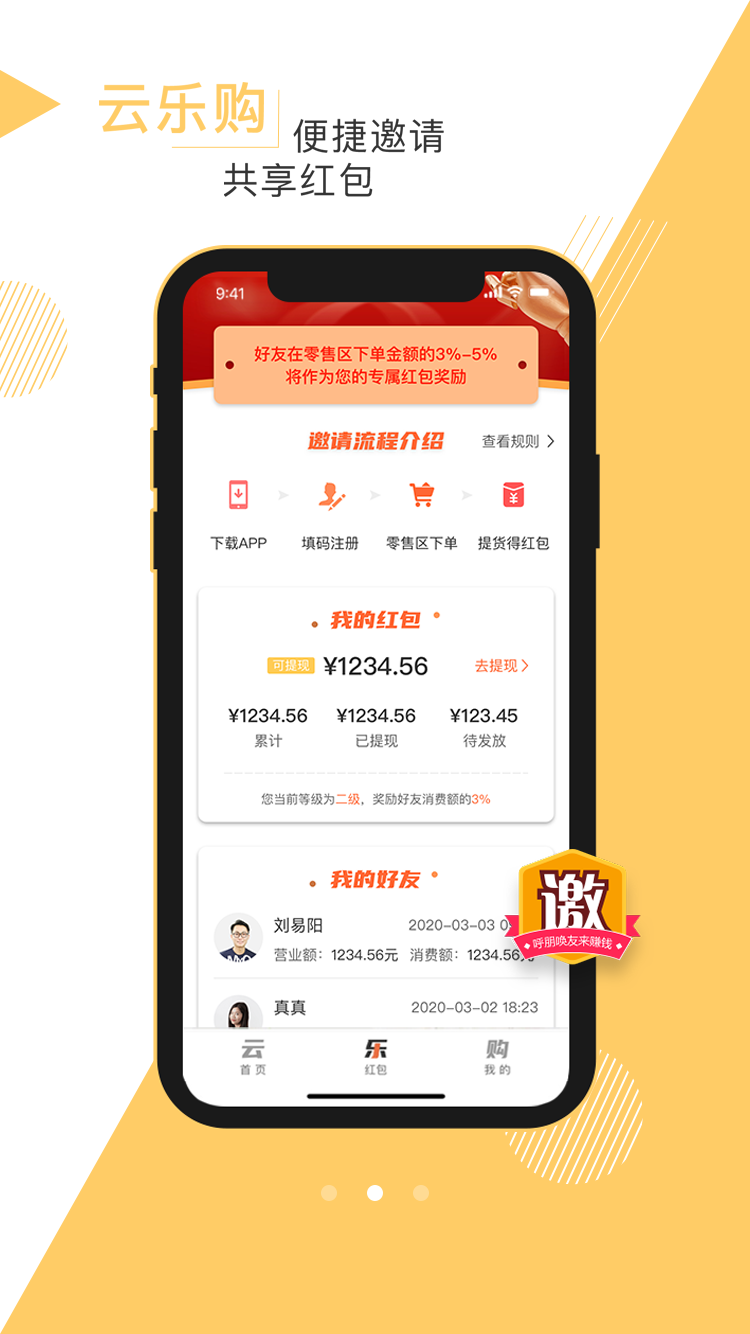 云乐购
便捷邀请
共享红包
9:41
好友在零售区下单金额的3%-5%
将作为您的专属红包奖励
邀请流程介绍
查看规则
下载APP
填码注册
零售区下单
提货得红包
我的红包
可提现 ¥1234.56 去提现
¥1234.56 ¥1234.56 ¥123.45
累计 已提现 待发放
您当前等级为二级，奖励好友消费额的3%
我的好友
刘易阳 2020-03-03
营业额：1234.56元 消费额：1234.56元
邀
呼朋唤友来赚钱
真真 2020-03-02 18:23
云 乐 购
首页 红包 我的